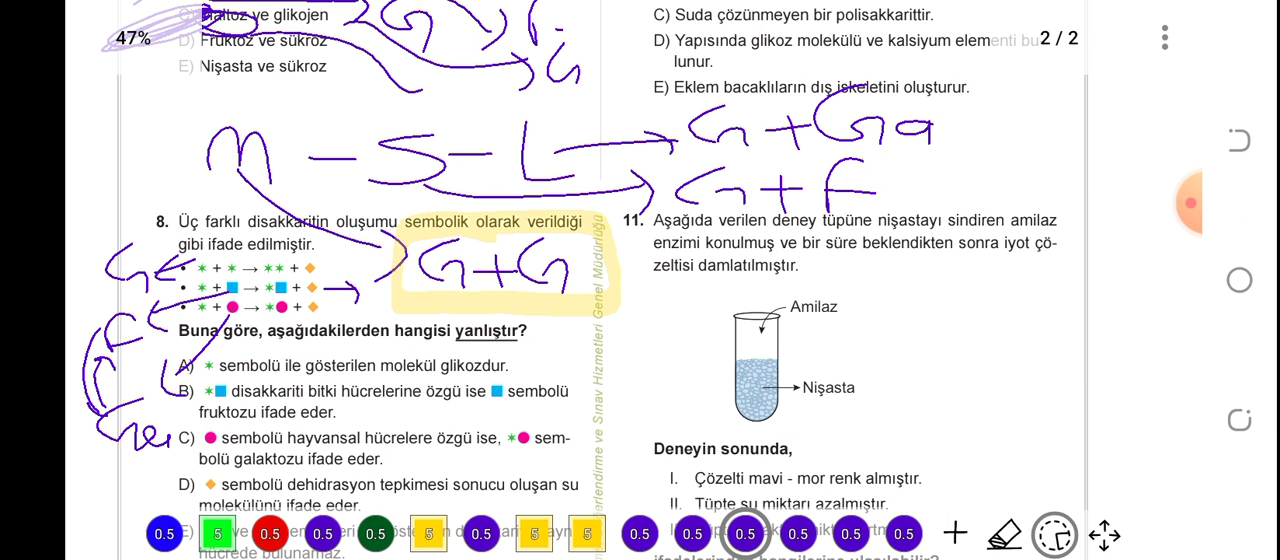 C) Maltoz ve glikojen
47%
D) Fruktoz ve sükroz
E) Nişasta ve sükroz
C) Suda çözünmeyen bir polisakkarittir.
D) Yapısında glikoz molekülü ve kalsiyum elementi bu
lunur.
2 / 2
E) Eklem bacaklıların dış iskeletini oluşturur.
M - S - L
G + Ga
G + F
G + G
8. Üç farklı disakkaritin oluşumu sembolik olarak verildiği
gibi ifade edilmiştir.
• * + * → ** + ◆
• * + ■ → *■ + ◆
• * + ● → *● + ◆
Buna göre, aşağıdakilerden hangisi yanlıştır?
A) * sembolü ile gösterilen molekül glikozdur.
B) *■ disakkariti bitki hücrelerine özgü ise ■ sembolü
fruktozu ifade eder.
C) ● sembolü hayvansal hücrelere özgü ise, *● sem-
bolü galaktozu ifade eder.
D) ◆ sembolü dehidrasyon tepkimesi sonucu oluşan su
molekülünü ifade eder.
E)
hücrede bulunamaz.
erlendirme ve Sınav Hizmetleri Genel Müdürlüğü
11. Aşağıda verilen deney tüpüne nişastayı sindiren amilaz
enzimi konulmuş ve bir süre beklendikten sonra iyot çö-
zeltisi damlatılmıştır.
Amilaz
Nişasta
Deneyin sonunda,
I. Çözelti mavi - mor renk almıştır.
II. Tüpte su miktarı azalmıştır.
0.5 5 0.5 0.5 0.5 5 0.5 5 5 0.5 0.5 0.5 0.5 0.5 0.5